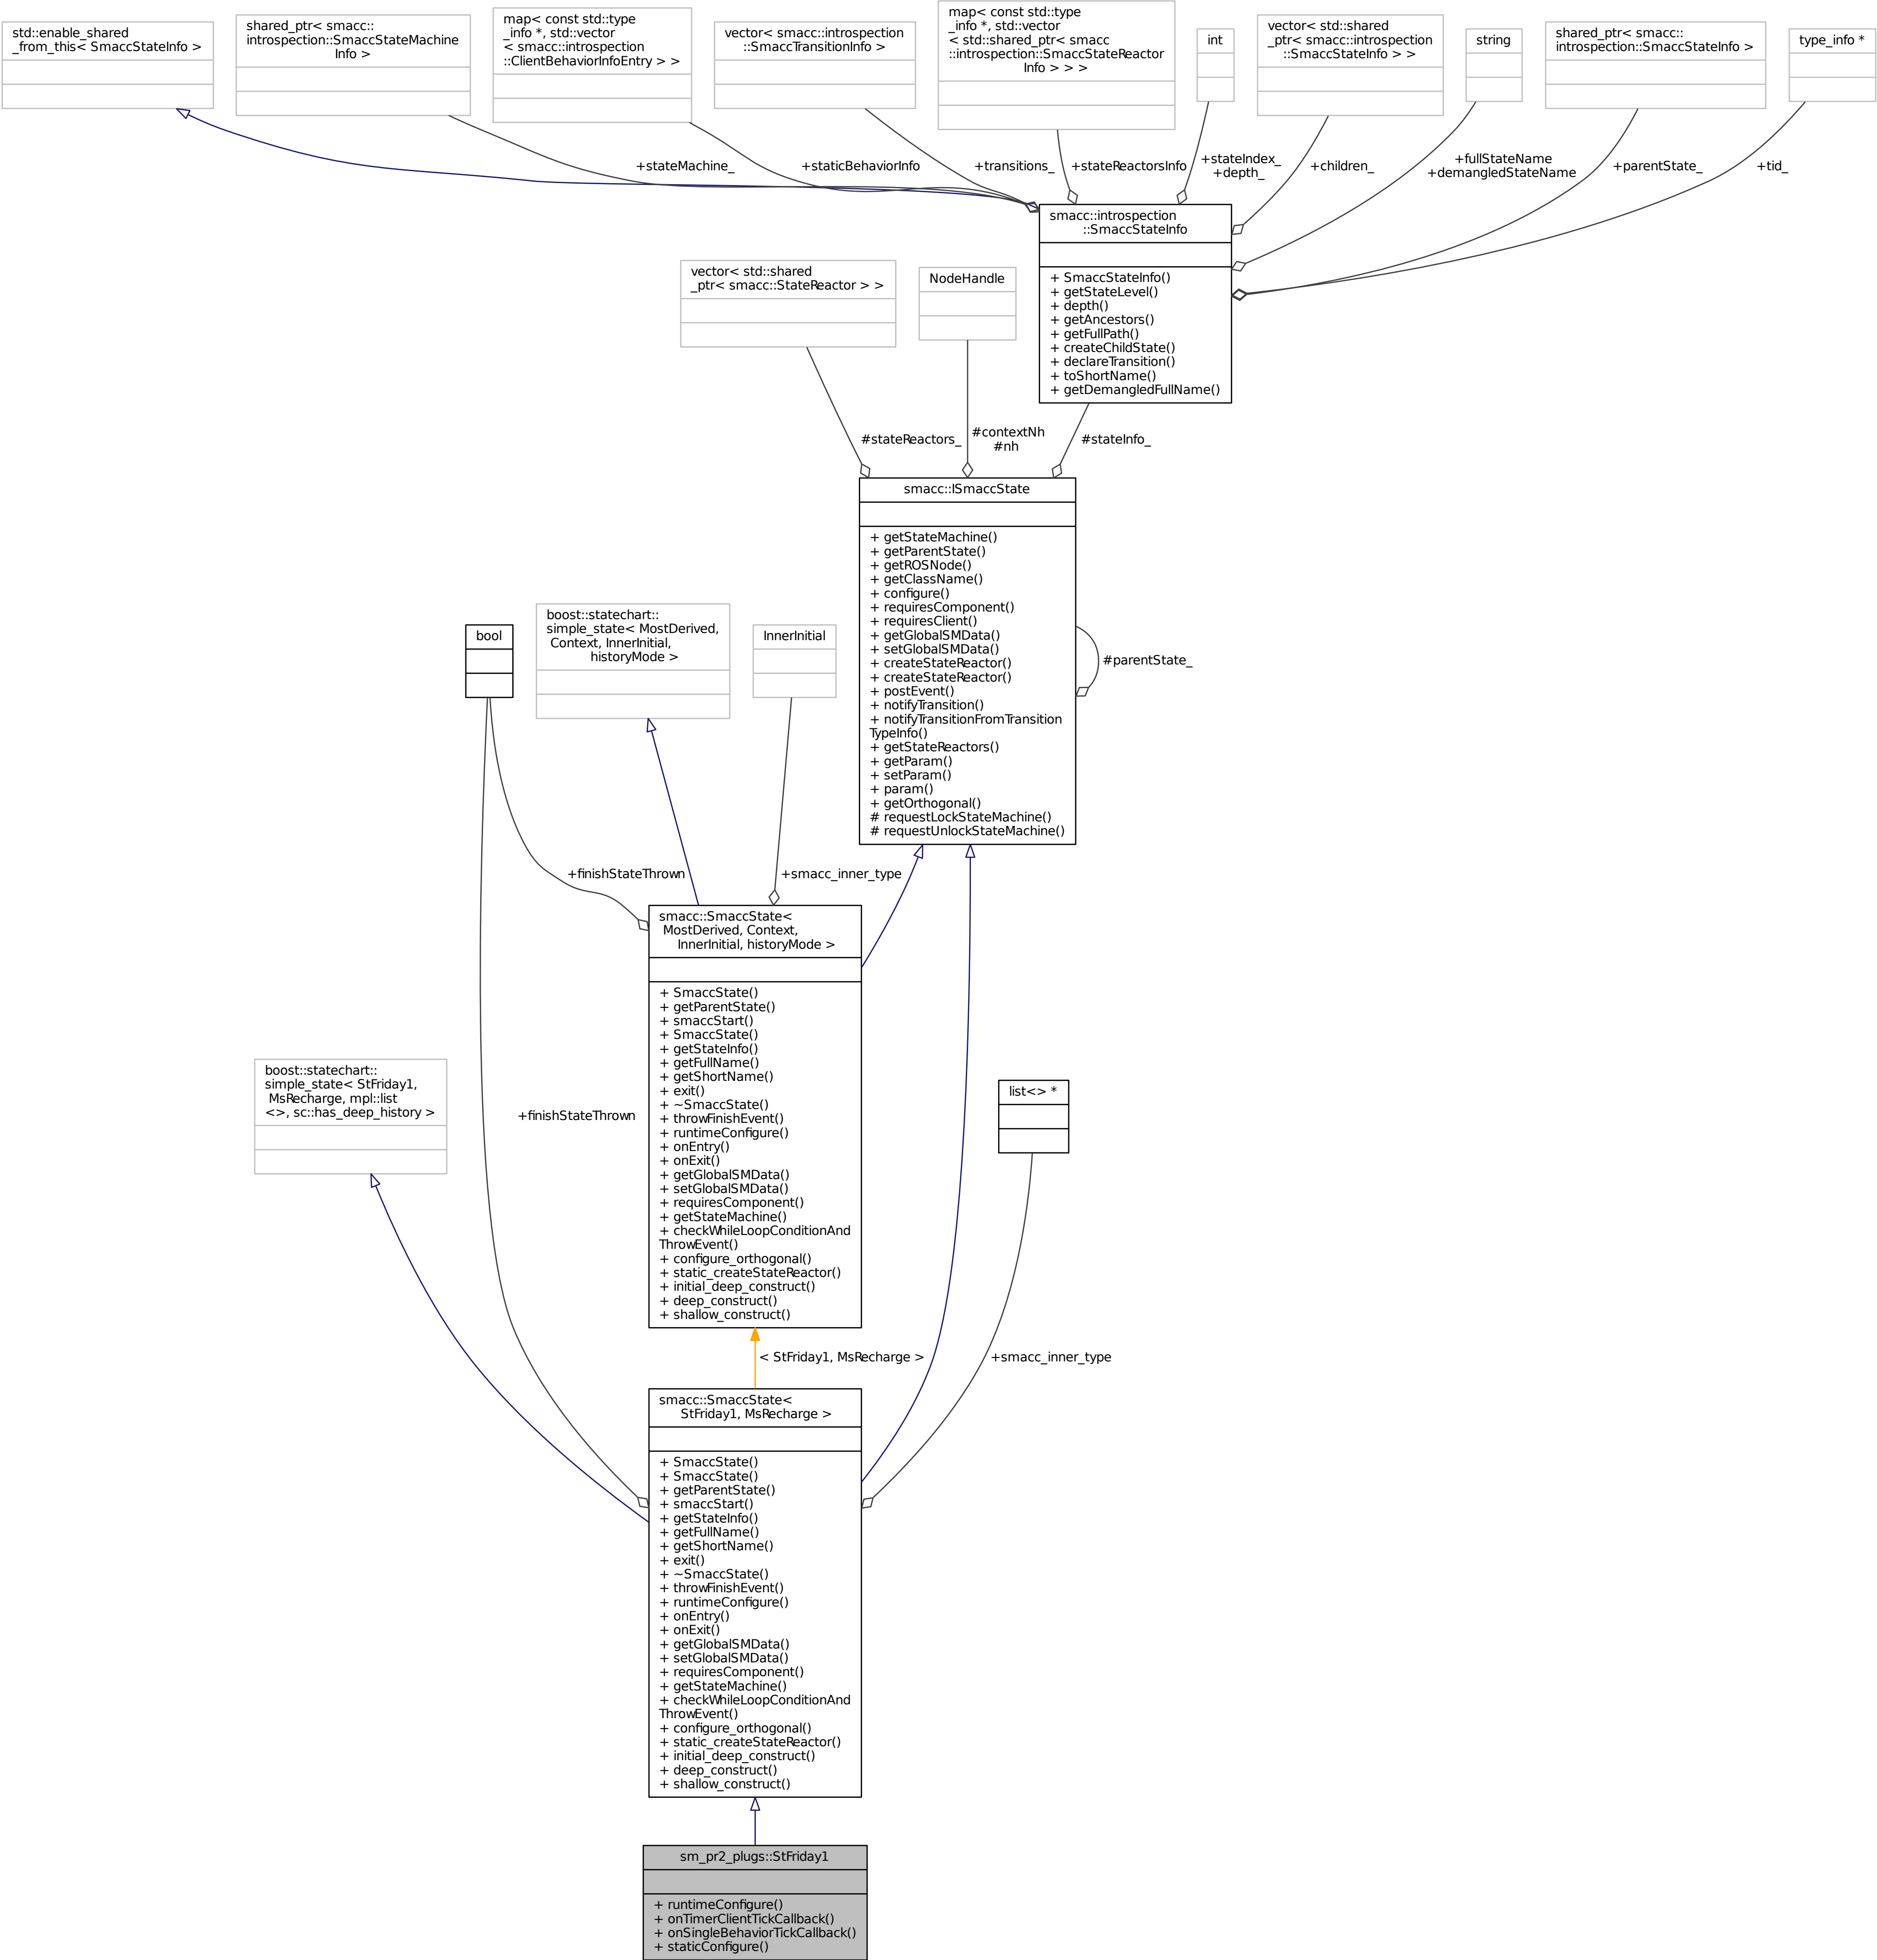 std::enable_shared
_from_this< SmaccStateInfo >
shared_ptr< smacc::
introspection::SmaccStateMachine
Info >
map< const std::type
_info *, std::vector
< smacc::introspection
::ClientBehaviorInfoEntry > >
vector< smacc::introspection
::SmaccTransitionInfo >
map< const std::type
_info *, std::vector
< std::shared_ptr< smacc
::introspection::SmaccStateReactor
Info > > >
int
vector< std::shared
_ptr< smacc::introspection
::SmaccStateInfo > >
string
shared_ptr< smacc::
introspection::SmaccStateInfo >
type_info *
+stateMachine_
+staticBehaviorInfo
+transitions_
+stateReactorsInfo
+stateIndex_
+depth_
+children_
+fullStateName
+demangledStateName
+parentState_
+tid_
smacc::introspection
::SmaccStateInfo
+ SmaccStateInfo()
+ getStateLevel()
+ depth()
+ getAncestors()
+ getFullPath()
+ createChildState()
+ declareTransition()
+ toShortName()
+ getDemangledFullName()
vector< std::shared
_ptr< smacc::StateReactor > >
NodeHandle
#stateReactors_
#contextNh
#nh
#stateInfo_
smacc::ISmaccState
+ getStateMachine()
+ getParentState()
+ getROSNode()
+ getClassName()
+ configure()
+ requiresComponent()
+ requiresClient()
+ getGlobalSMData()
+ setGlobalSMData()
+ createStateReactor()
+ createStateReactor()
+ postEvent()
+ notifyTransition()
+ notifyTransitionFromTransition
TypeInfo()
+ getStateReactors()
+ getParam()
+ setParam()
+ param()
+ getOrthogonal()
# requestLockStateMachine()
# requestUnlockStateMachine()
#parentState_
bool
boost::statechart::
simple_state< MostDerived,
Context, InnerInitial,
historyMode >
InnerInitial
+finishStateThrown
+smacc_inner_type
smacc::SmaccState<
MostDerived, Context,
InnerInitial, historyMode >
+ SmaccState()
+ getParentState()
+ smaccStart()
+ SmaccState()
+ getStateInfo()
+ getFullName()
+ getShortName()
+ exit()
+ ~SmaccState()
+ throwFinishEvent()
+ runtimeConfigure()
+ onEntry()
+ onExit()
+ getGlobalSMData()
+ setGlobalSMData()
+ requiresComponent()
+ getStateMachine()
+ checkWhileLoopConditionAnd
ThrowEvent()
+ configure_orthogonal()
+ static_createStateReactor()
+ initial_deep_construct()
+ deep_construct()
+ shallow_construct()
boost::statechart::
simple_state< StFriday1,
MsRecharge, mpl::list
<>, sc::has_deep_history >
+finishStateThrown
list<> *
< StFriday1, MsRecharge >
+smacc_inner_type
smacc::SmaccState<
StFriday1, MsRecharge >
+ SmaccState()
+ SmaccState()
+ getParentState()
+ smaccStart()
+ getStateInfo()
+ getFullName()
+ getShortName()
+ exit()
+ ~SmaccState()
+ throwFinishEvent()
+ runtimeConfigure()
+ onEntry()
+ onExit()
+ getGlobalSMData()
+ setGlobalSMData()
+ requiresComponent()
+ getStateMachine()
+ checkWhileLoopConditionAnd
ThrowEvent()
+ configure_orthogonal()
+ static_createStateReactor()
+ initial_deep_construct()
+ deep_construct()
+ shallow_construct()
sm_pr2_plugs::StFriday1
+ runtimeConfigure()
+ onTimerClientTickCallback()
+ onSingleBehaviorTickCallback()
+ staticConfigure()